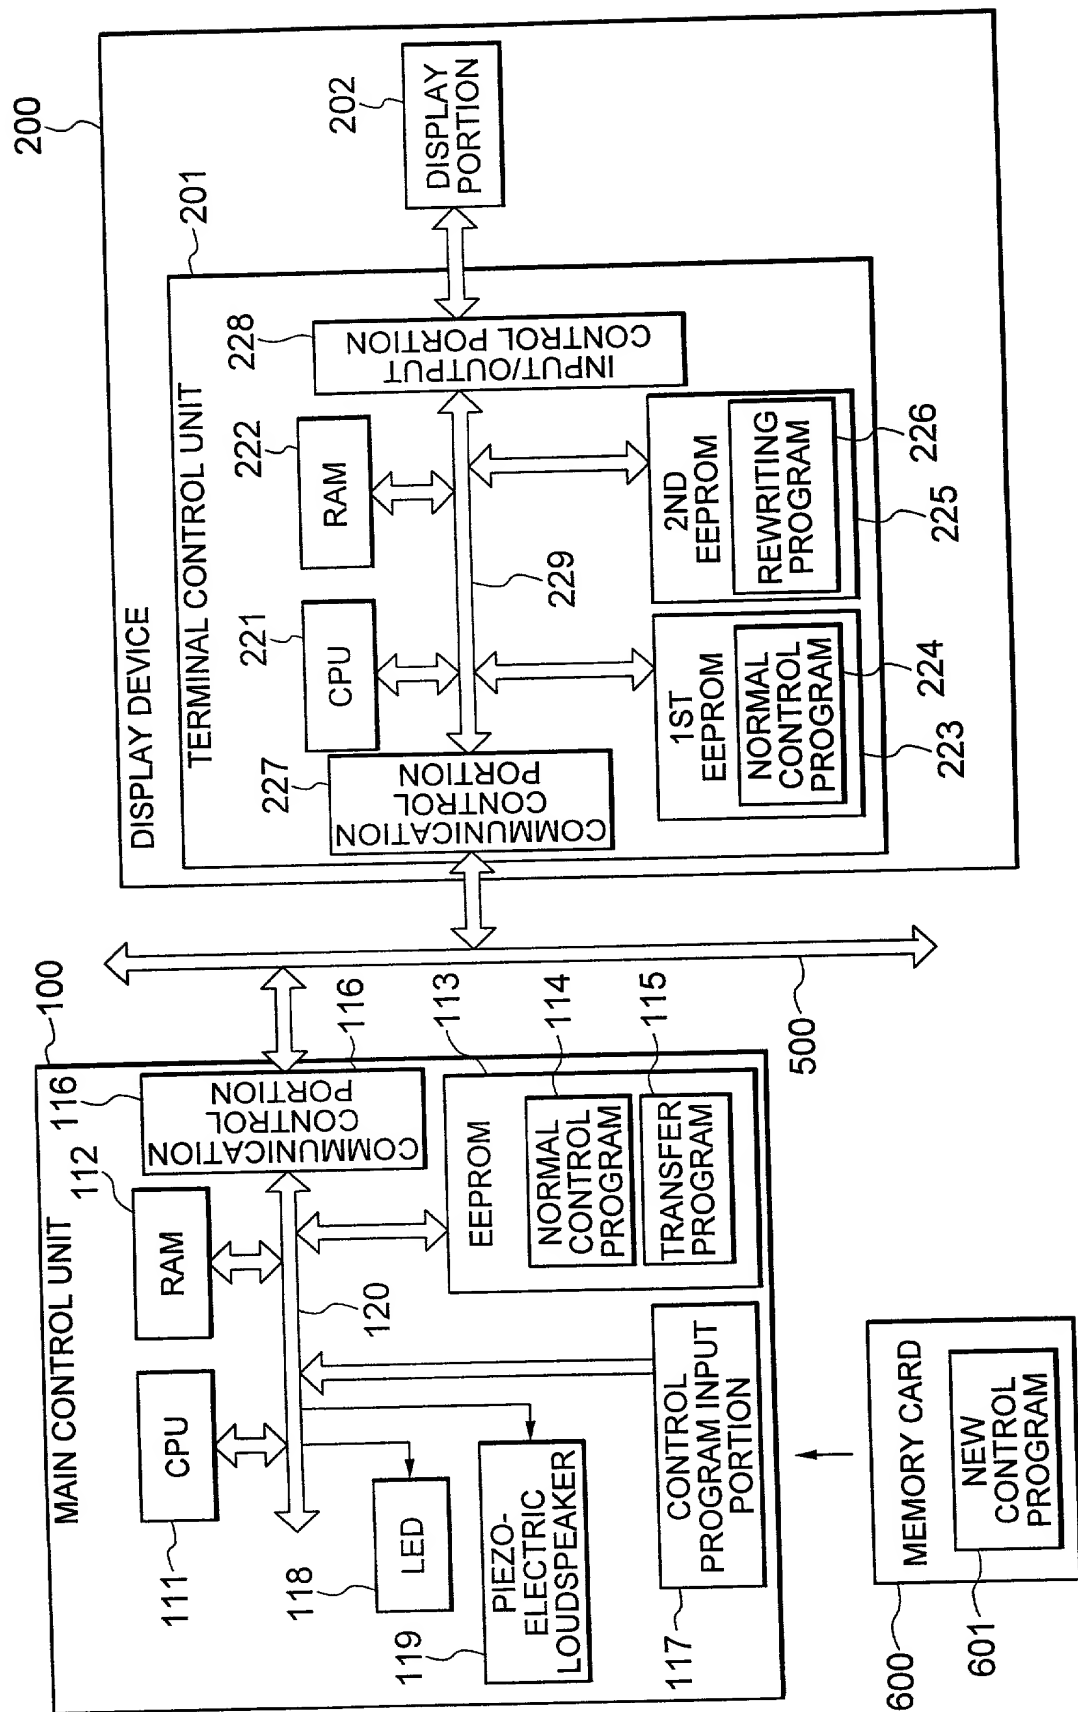 MAIN CONTROL UNIT
100
111
CPU
112
RAM
116
COMMUNICATION
CONTROL
PORTION
116
120
118
LED
119
PIEZO-
ELECTRIC
LOUDSPEAKER
117
CONTROL
PROGRAM INPUT
PORTION
EEPROM
113
NORMAL
CONTROL
PROGRAM
114
TRANSFER
PROGRAM
115
600
MEMORY CARD
601
NEW
CONTROL
PROGRAM
500
200
DISPLAY DEVICE
201
TERMINAL CONTROL UNIT
227
COMMUNICATION
CONTROL
PORTION
221
CPU
222
RAM
228
INPUT/OUTPUT
CONTROL PORTION
202
DISPLAY
PORTION
229
1ST
EEPROM
NORMAL
CONTROL
PROGRAM
224
223
2ND
EEPROM
REWRITING
PROGRAM
226
225